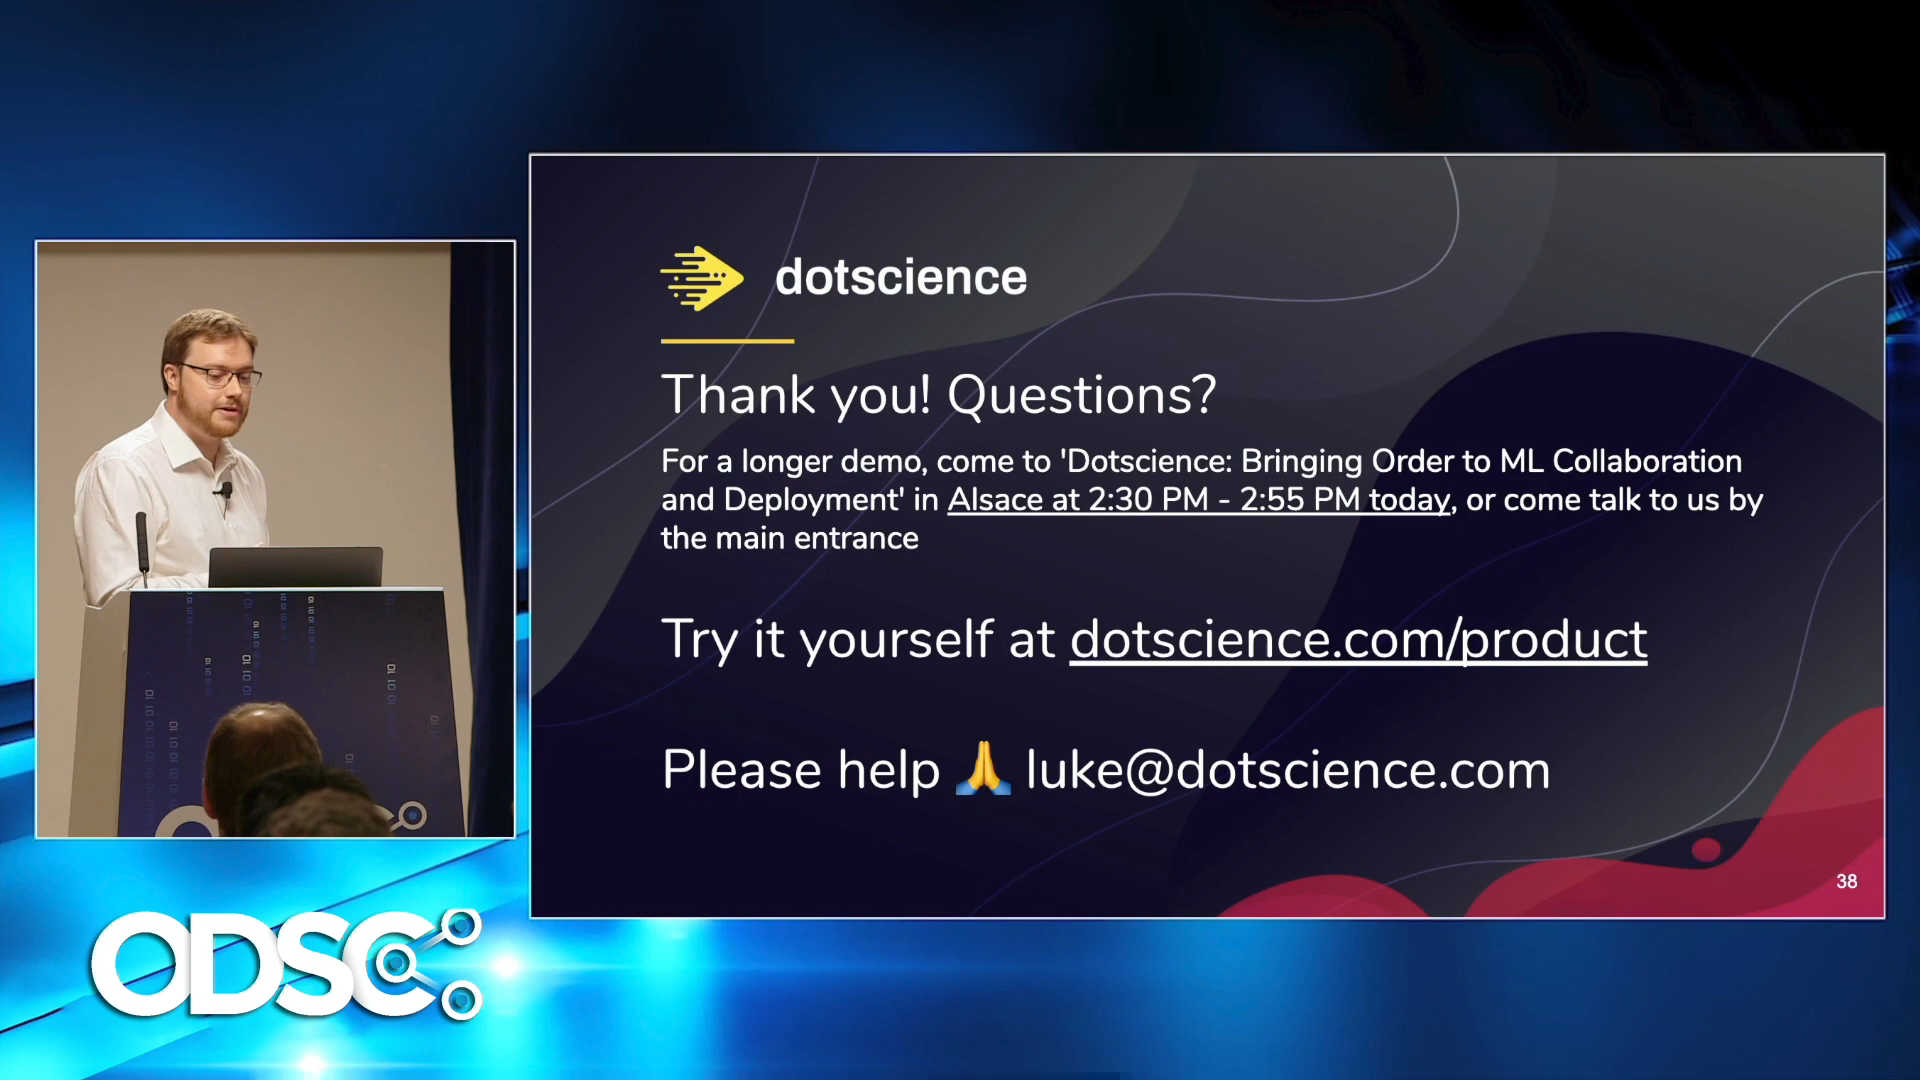 dotscience
Thank you! Questions?
For a longer demo, come to 'Dotscience: Bringing Order to ML Collaboration
and Deployment' in Alsace at 2:30 PM - 2:55 PM today, or come talk to us by
the main entrance
Try it yourself at dotscience.com/product
Please help 🙏 luke@dotscience.com
38
ODSC